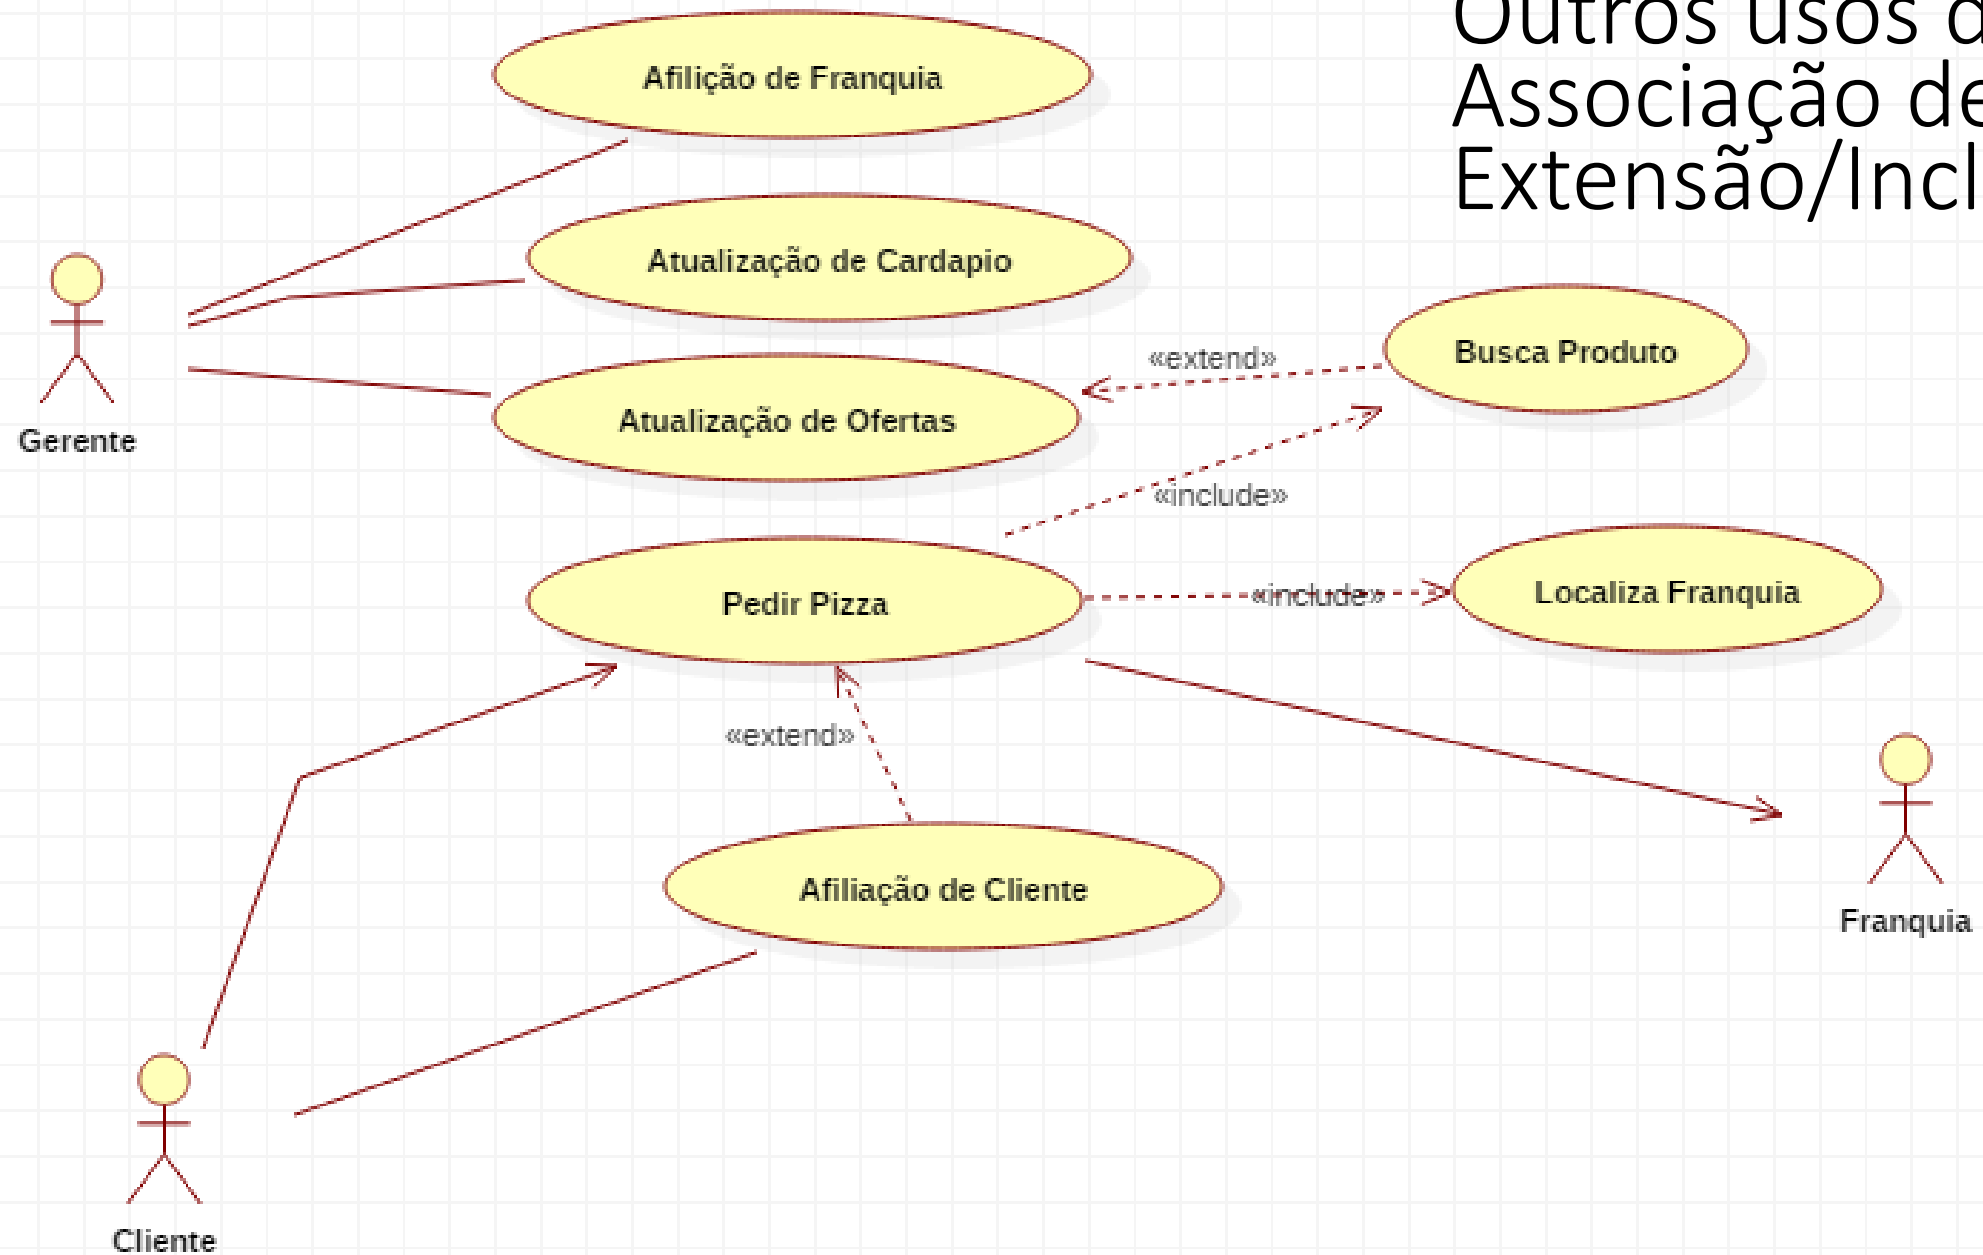 Outros usos d
Associação de
Extensão/Incl
Afilição de Franquia
Atualização de Cardapio
Busca Produto
«extend»
Atualização de Ofertas
Gerente
«include»
Pedir Pizza
«include»
Localiza Franquia
«extend»
Afiliação de Cliente
Franquia
Cliente